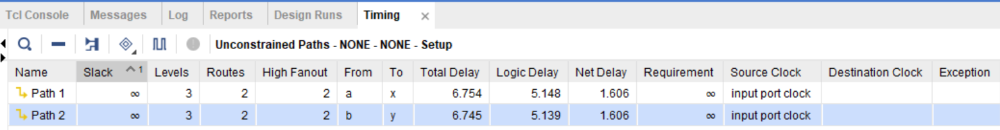 Tcl Console Messages Log Reports Design Runs Timing ×
Unconstrained Paths - NONE - NONE - Setup
Name Slack ^1 Levels Routes High Fanout From To Total Delay Logic Delay Net Delay Requirement Source Clock Destination Clock Exception
Path 1 ∞ 3 2 2 a x 6.754 5.148 1.606 ∞ input port clock
Path 2 ∞ 3 2 2 b y 6.745 5.139 1.606 ∞ input port clock